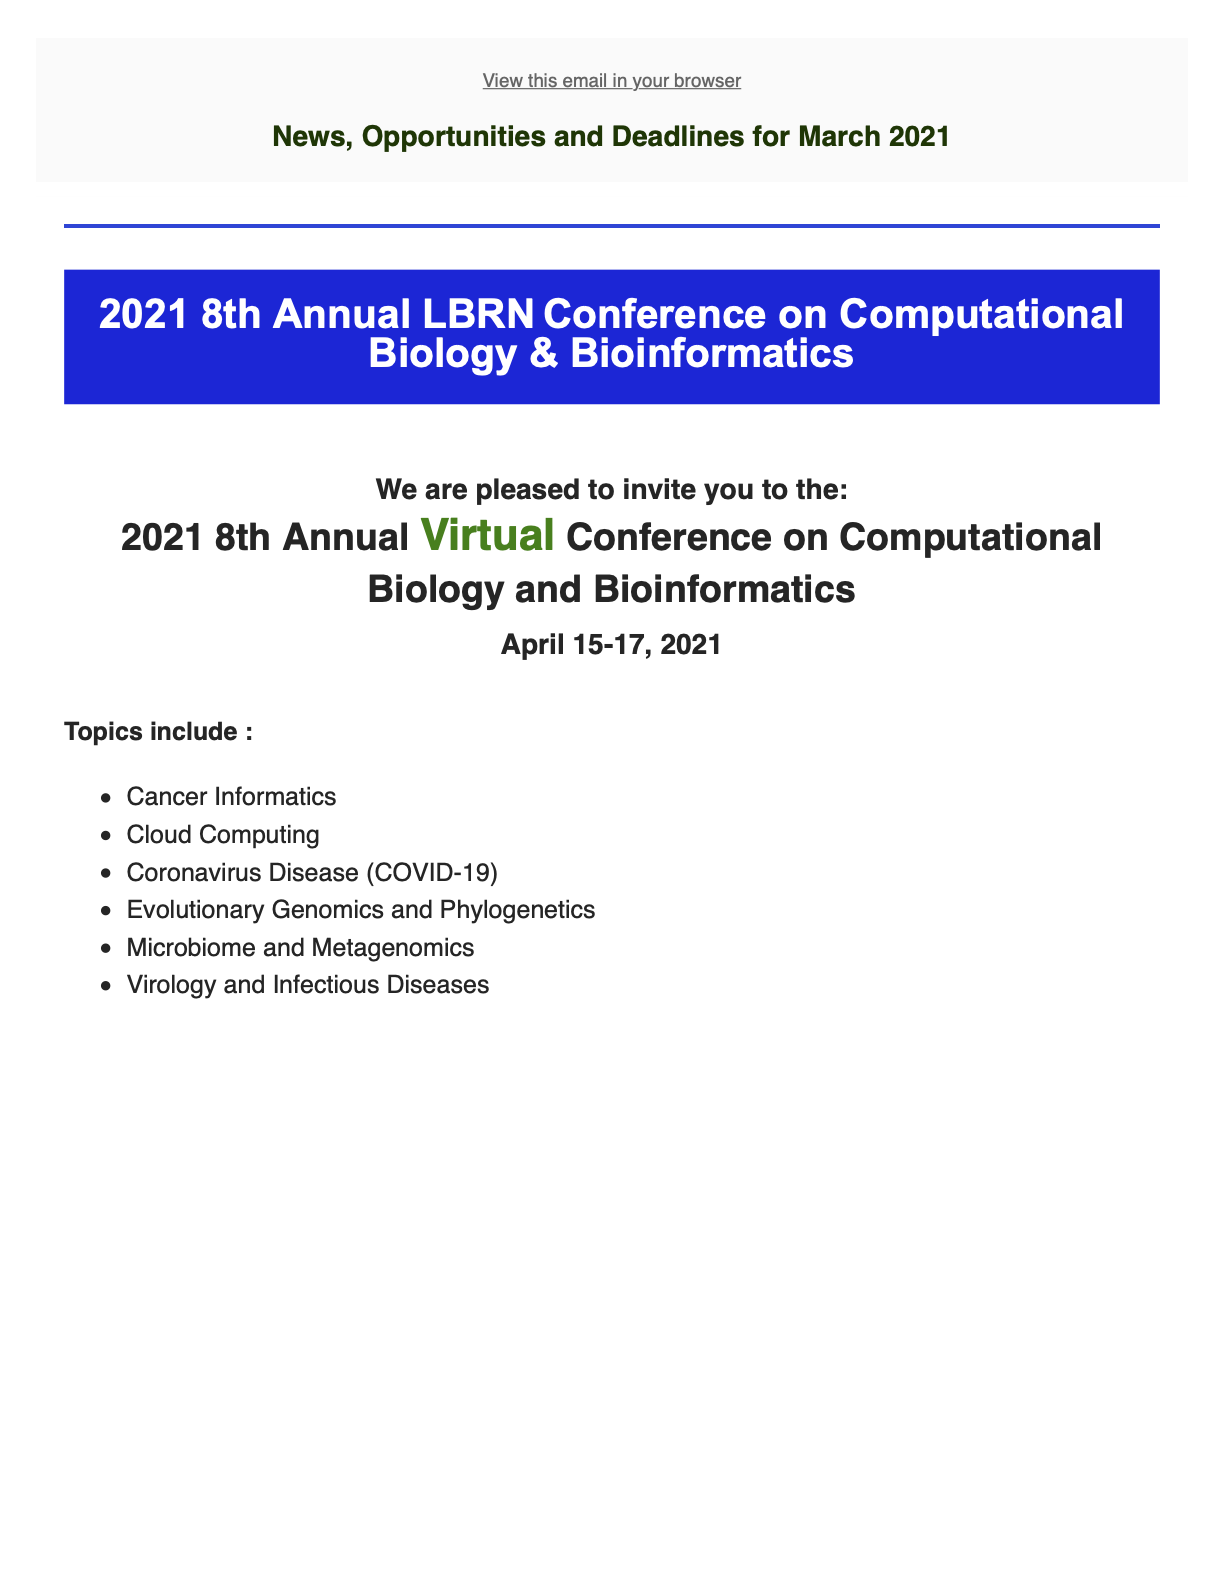 View this email in your browser
News, Opportunities and Deadlines for March 2021
2021 8th Annual LBRN Conference on Computational
Biology & Bioinformatics
We are pleased to invite you to the:
2021 8th Annual Virtual Conference on Computational
Biology and Bioinformatics
April 15-17, 2021
Topics include :
• Cancer Informatics
• Cloud Computing
• Coronavirus Disease (COVID-19)
• Evolutionary Genomics and Phylogenetics
• Microbiome and Metagenomics
• Virology and Infectious Diseases